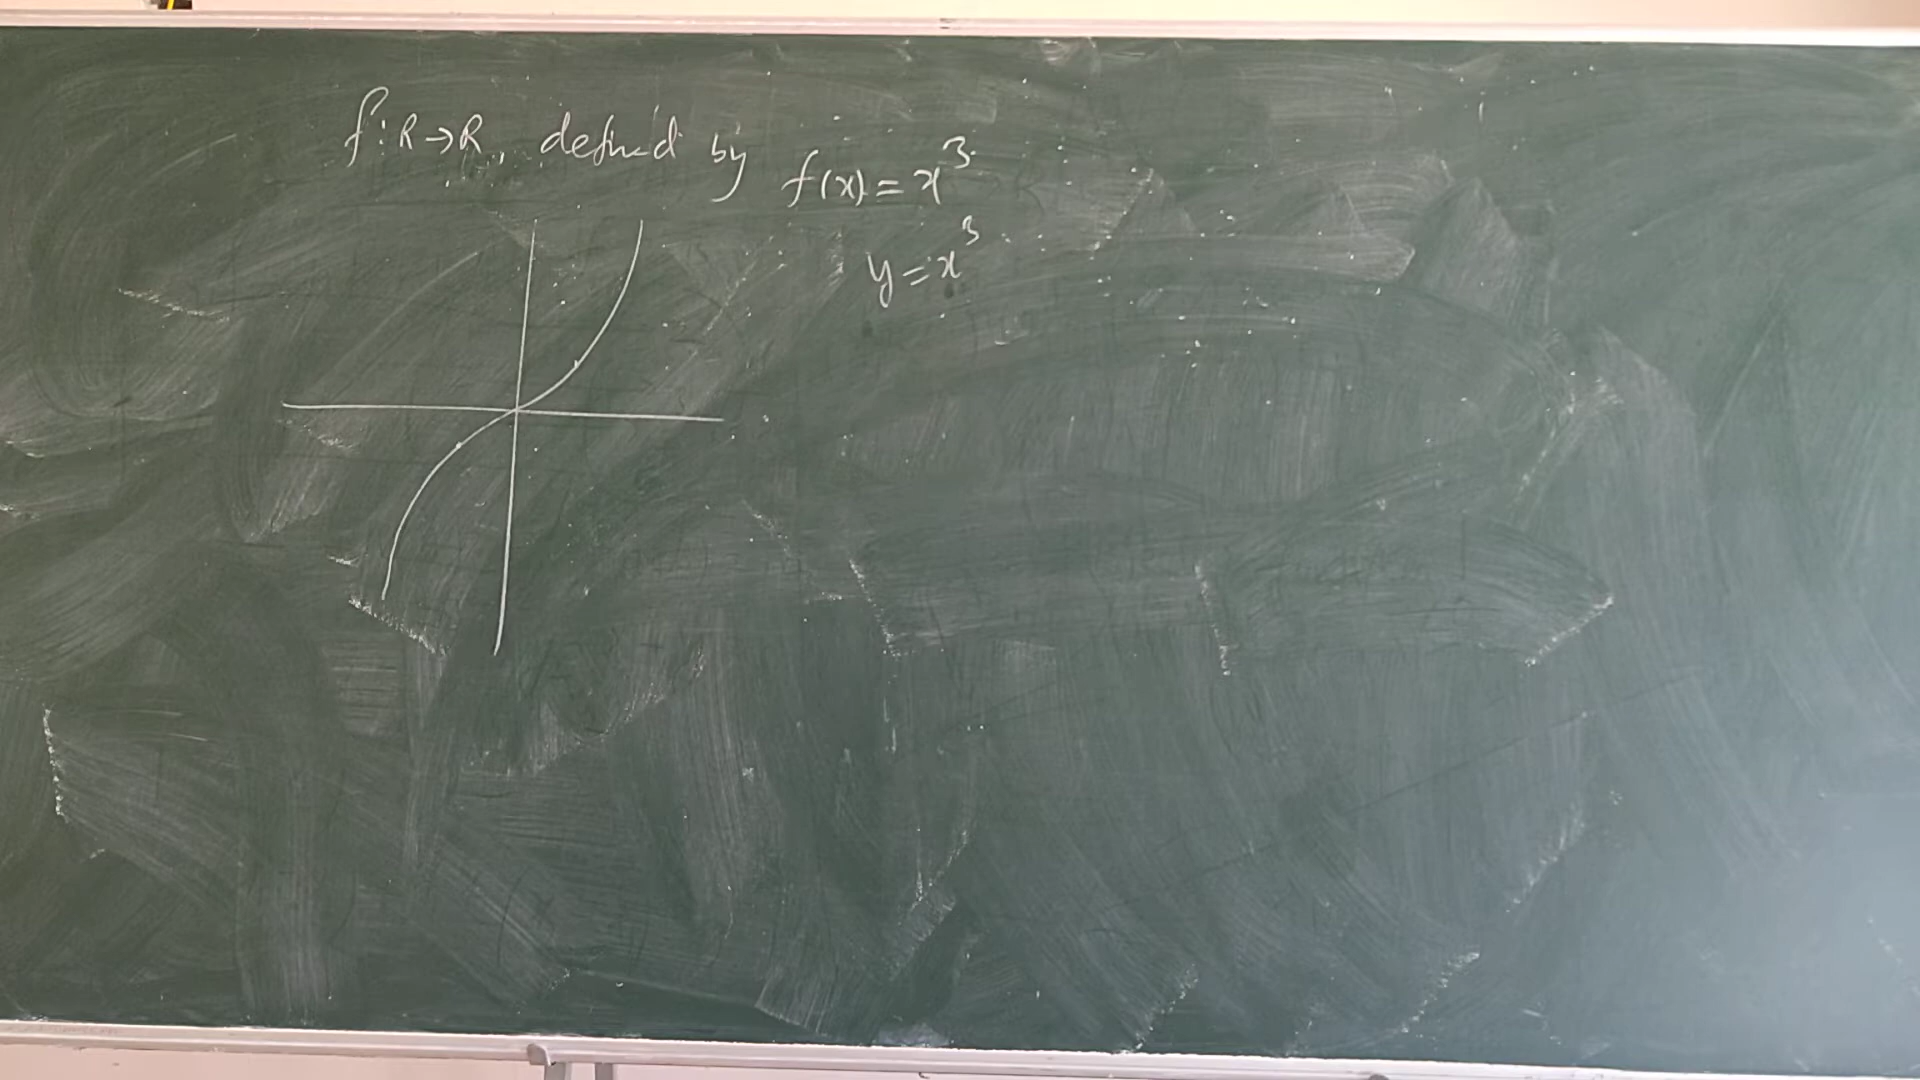 f: R→R, defined by f(x) = x³
y = x³